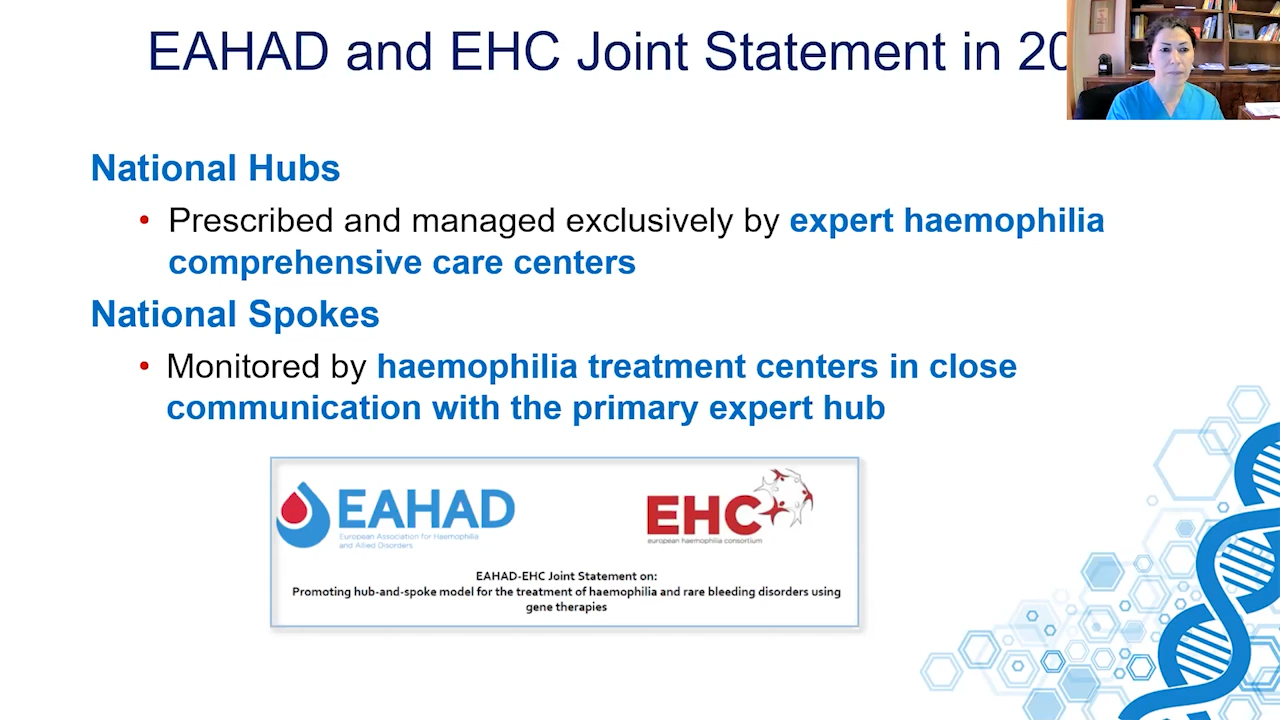 EAHAD and EHC Joint Statement in 20
National Hubs
• Prescribed and managed exclusively by expert haemophilia
comprehensive care centers
National Spokes
• Monitored by haemophilia treatment centers in close
communication with the primary expert hub
EAHAD
European Association for Haemophilia
and Allied Disorders
EHC
european haemophilia consortium
EAHAD-EHC Joint Statement on:
Promoting hub-and-spoke model for the treatment of haemophilia and rare bleeding disorders using
gene therapies